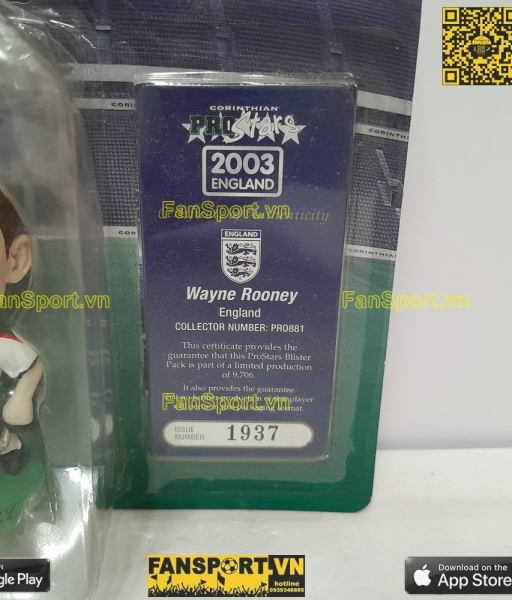 CORINTHIAN
PROStars
CORINTHIAN
2003
ENGLAND
FanSport.vn
ENGLAND
Wayne Rooney
England
COLLECTOR NUMBER: PRO881
FanSport.vn
FanSport.vn
This certificate provides the
guarantee that this ProStars Blister
Pack is part of a limited production
of 9,706.
It also provides the guarantee
FanSport.vn
ISSUE
NUMBER:
1937
Google Play
FANSPORT.VN
hotline
0939348885
Download on the
App Store